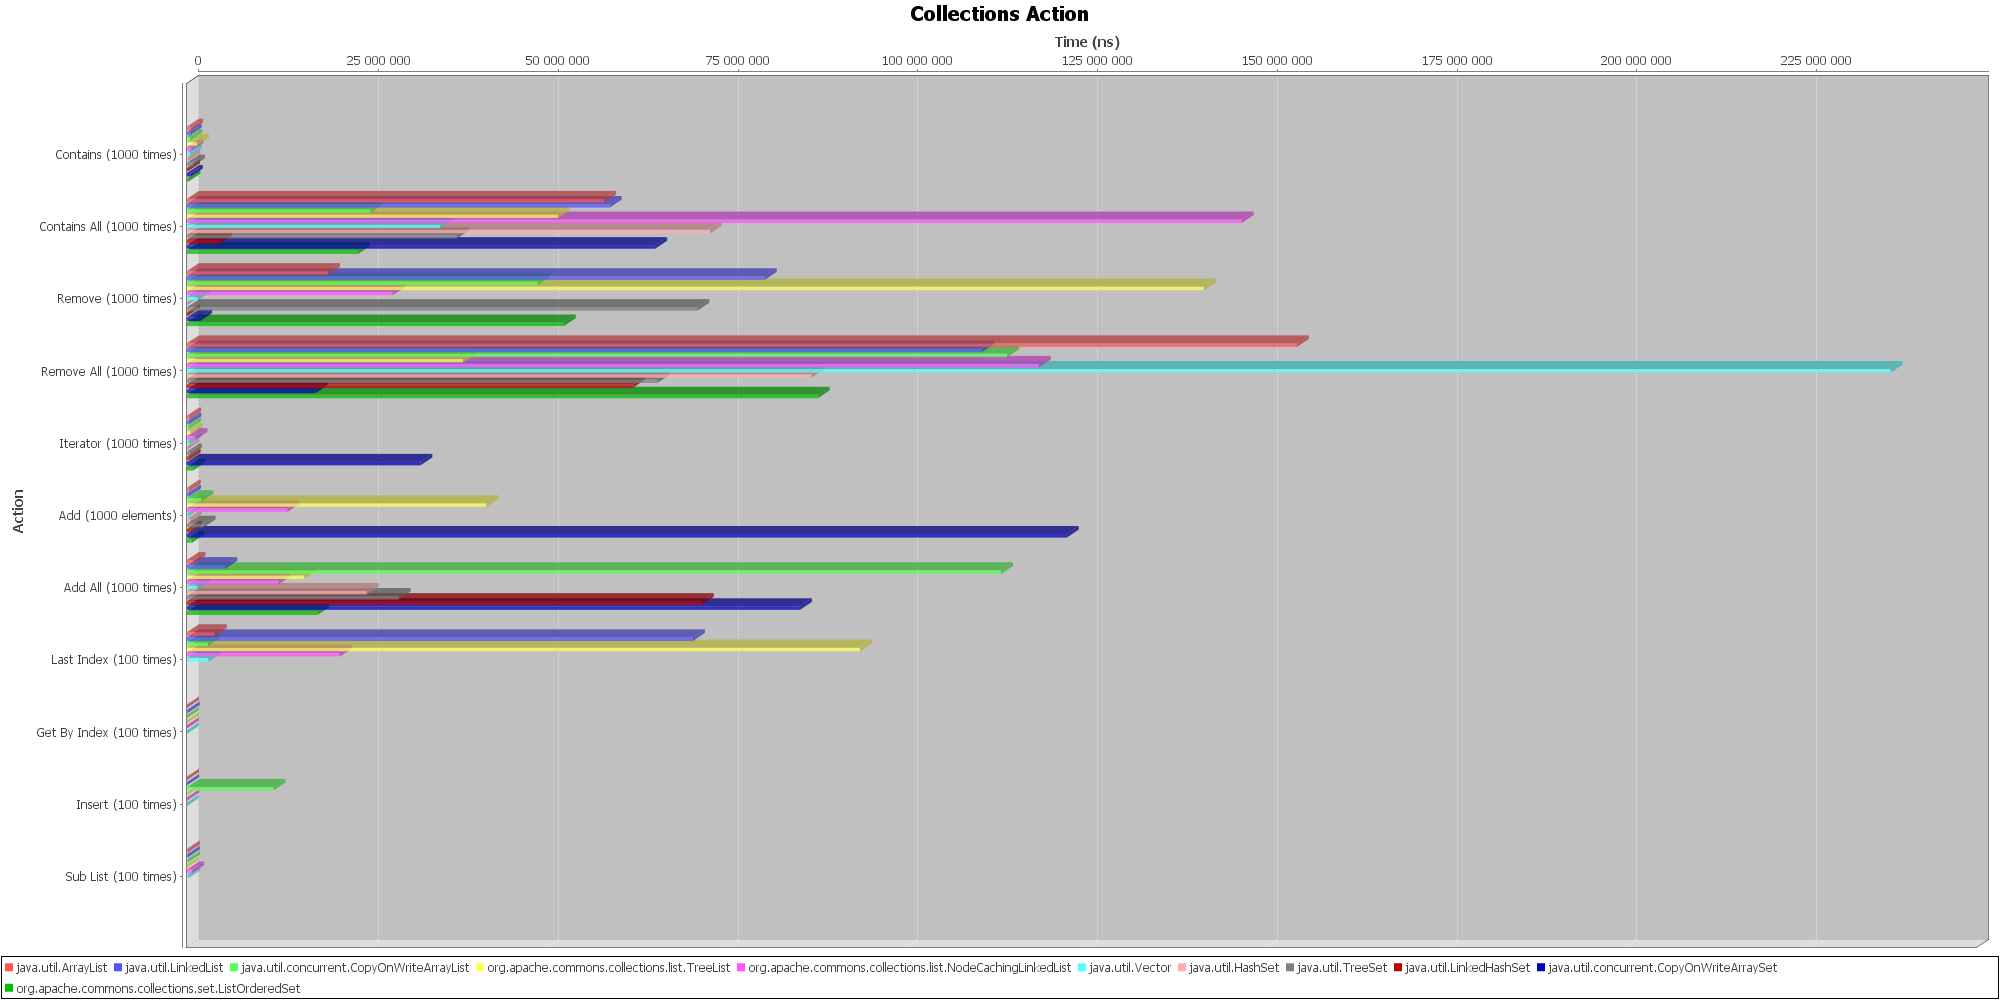 Collections Action
Time (ns)
0 25 000 000 50 000 000 75 000 000 100 000 000 125 000 000 150 000 000 175 000 000 200 000 000 225 000 000
Contains (1000 times)
Contains All (1000 times)
Remove (1000 times)
Remove All (1000 times)
Iterator (1000 times)
Add (1000 elements)
Add All (1000 times)
Last Index (100 times)
Get By Index (100 times)
Insert (100 times)
Sub List (100 times)
Action
java.util.ArrayList java.util.LinkedList java.util.concurrent.CopyOnWriteArrayList org.apache.commons.collections.list.TreeList org.apache.commons.collections.list.NodeCachingLinkedList java.util.Vector java.util.HashSet java.util.TreeSet java.util.LinkedHashSet java.util.concurrent.CopyOnWriteArraySet
org.apache.commons.collections.set.ListOrderedSet